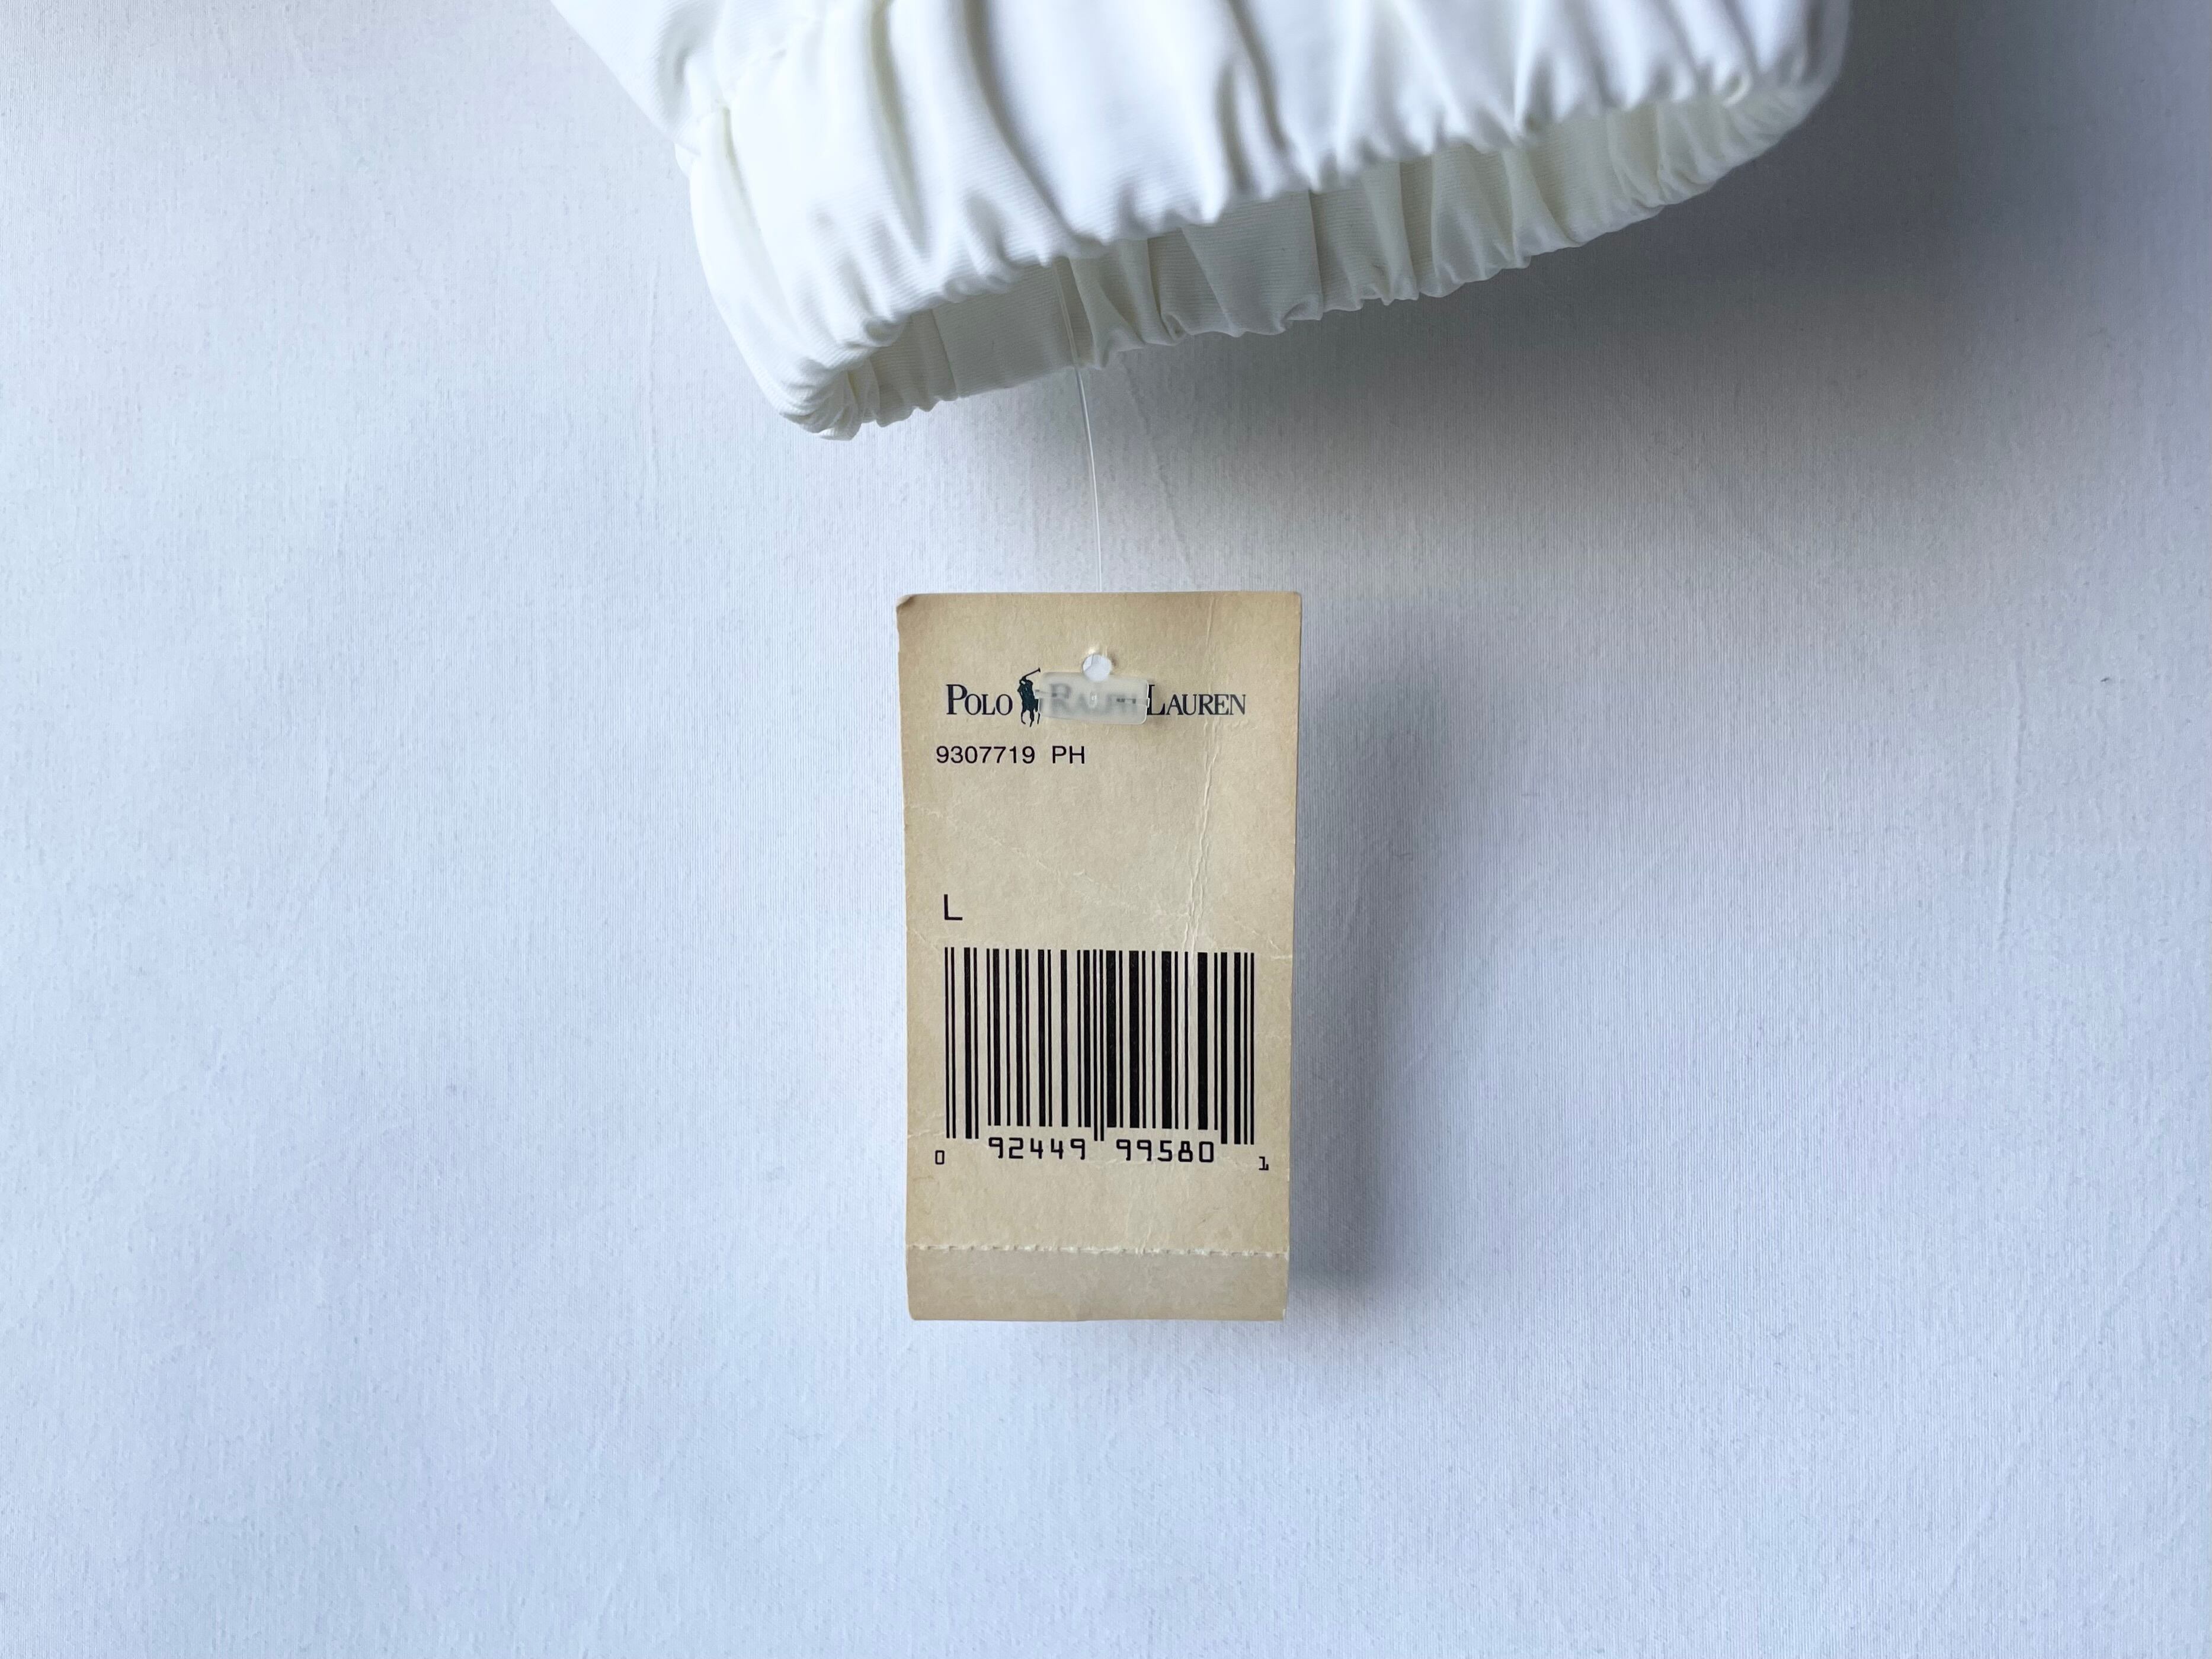 POLO RALPH LAUREN
9307719 PH
L
0 92449 99580 1